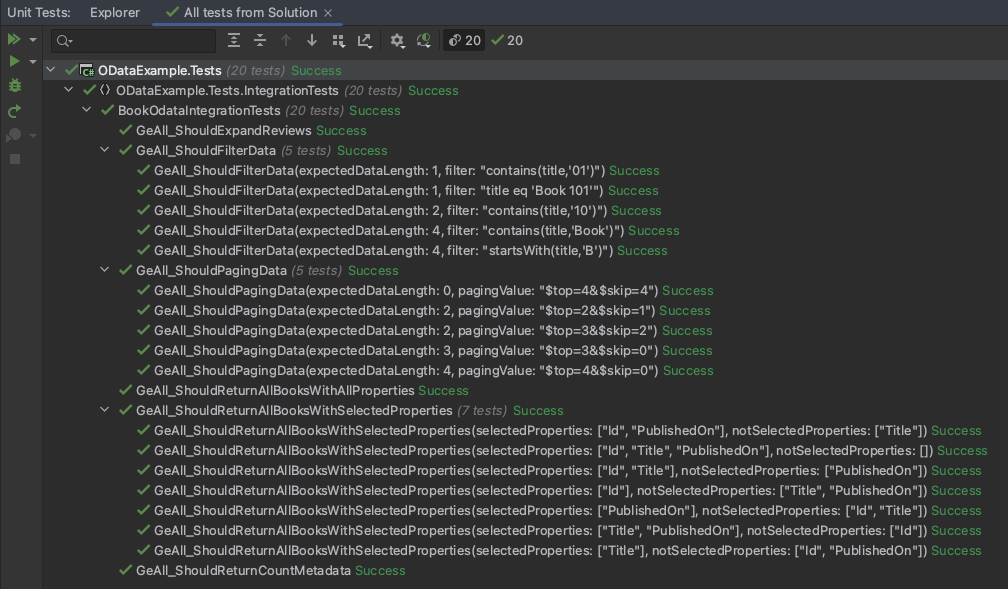 Unit Tests: Explorer All tests from Solution ×
20 20
C# ODataExample.Tests (20 tests) Success
ODataExample.Tests.IntegrationTests (20 tests) Success
BookOdataIntegrationTests (20 tests) Success
GeAll_ShouldExpandReviews Success
GeAll_ShouldFilterData (5 tests) Success
GeAll_ShouldFilterData(expectedDataLength: 1, filter: "contains(title,'01')") Success
GeAll_ShouldFilterData(expectedDataLength: 1, filter: "title eq 'Book 101'") Success
GeAll_ShouldFilterData(expectedDataLength: 2, filter: "contains(title,'10')") Success
GeAll_ShouldFilterData(expectedDataLength: 4, filter: "contains(title,'Book')") Success
GeAll_ShouldFilterData(expectedDataLength: 4, filter: "startsWith(title,'B')") Success
GeAll_ShouldPagingData (5 tests) Success
GeAll_ShouldPagingData(expectedDataLength: 0, pagingValue: "$top=4&$skip=4") Success
GeAll_ShouldPagingData(expectedDataLength: 2, pagingValue: "$top=2&$skip=1") Success
GeAll_ShouldPagingData(expectedDataLength: 2, pagingValue: "$top=3&$skip=2") Success
GeAll_ShouldPagingData(expectedDataLength: 3, pagingValue: "$top=3&$skip=0") Success
GeAll_ShouldPagingData(expectedDataLength: 4, pagingValue: "$top=4&$skip=0") Success
GeAll_ShouldReturnAllBooksWithAllProperties Success
GeAll_ShouldReturnAllBooksWithSelectedProperties (7 tests) Success
GeAll_ShouldReturnAllBooksWithSelectedProperties(selectedProperties: ["Id", "PublishedOn"], notSelectedProperties: ["Title"]) Success
GeAll_ShouldReturnAllBooksWithSelectedProperties(selectedProperties: ["Id", "Title", "PublishedOn"], notSelectedProperties: []) Success
GeAll_ShouldReturnAllBooksWithSelectedProperties(selectedProperties: ["Id", "Title"], notSelectedProperties: ["PublishedOn"]) Success
GeAll_ShouldReturnAllBooksWithSelectedProperties(selectedProperties: ["Id"], notSelectedProperties: ["Title", "PublishedOn"]) Success
GeAll_ShouldReturnAllBooksWithSelectedProperties(selectedProperties: ["PublishedOn"], notSelectedProperties: ["Id", "Title"]) Success
GeAll_ShouldReturnAllBooksWithSelectedProperties(selectedProperties: ["Title", "PublishedOn"], notSelectedProperties: ["Id"]) Success
GeAll_ShouldReturnAllBooksWithSelectedProperties(selectedProperties: ["Title"], notSelectedProperties: ["Id", "PublishedOn"]) Success
GeAll_ShouldReturnCountMetadata Success